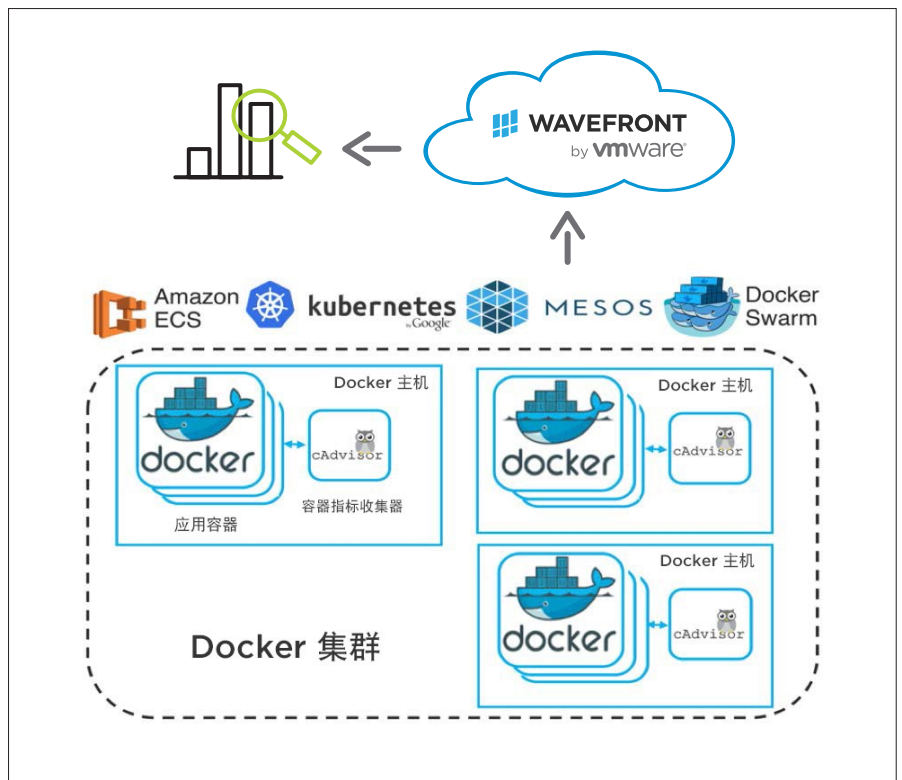 WAVEFRONT
by vmware®
Amazon
ECS
kubernetes
by Google
MESOS
Docker
Swarm
Docker 主机
docker
cAdvisor
应用容器
容器指标收集器
Docker 主机
docker
cAdvisor
Docker 主机
docker
cAdvisor
Docker 集群